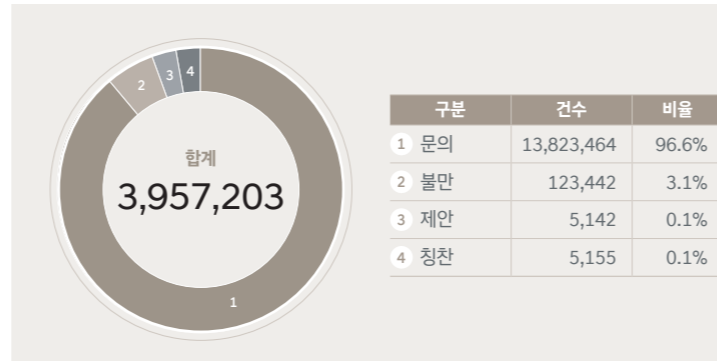 합계
3,957,203
1
2
3
4
구분 건수 비율
1 문의 13,823,464 96.6%
2 불만 123,442 3.1%
3 제안 5,142 0.1%
4 칭찬 5,155 0.1%